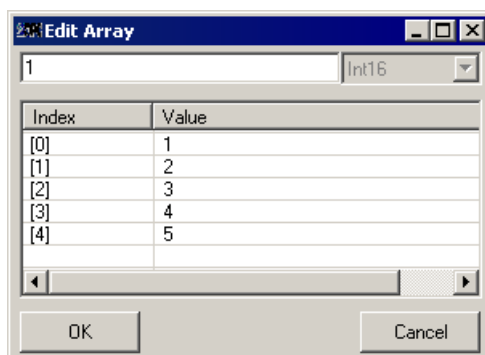 Edit Array
1 Int16
Index Value
[0] 1
[1] 2
[2] 3
[3] 4
[4] 5
OK Cancel